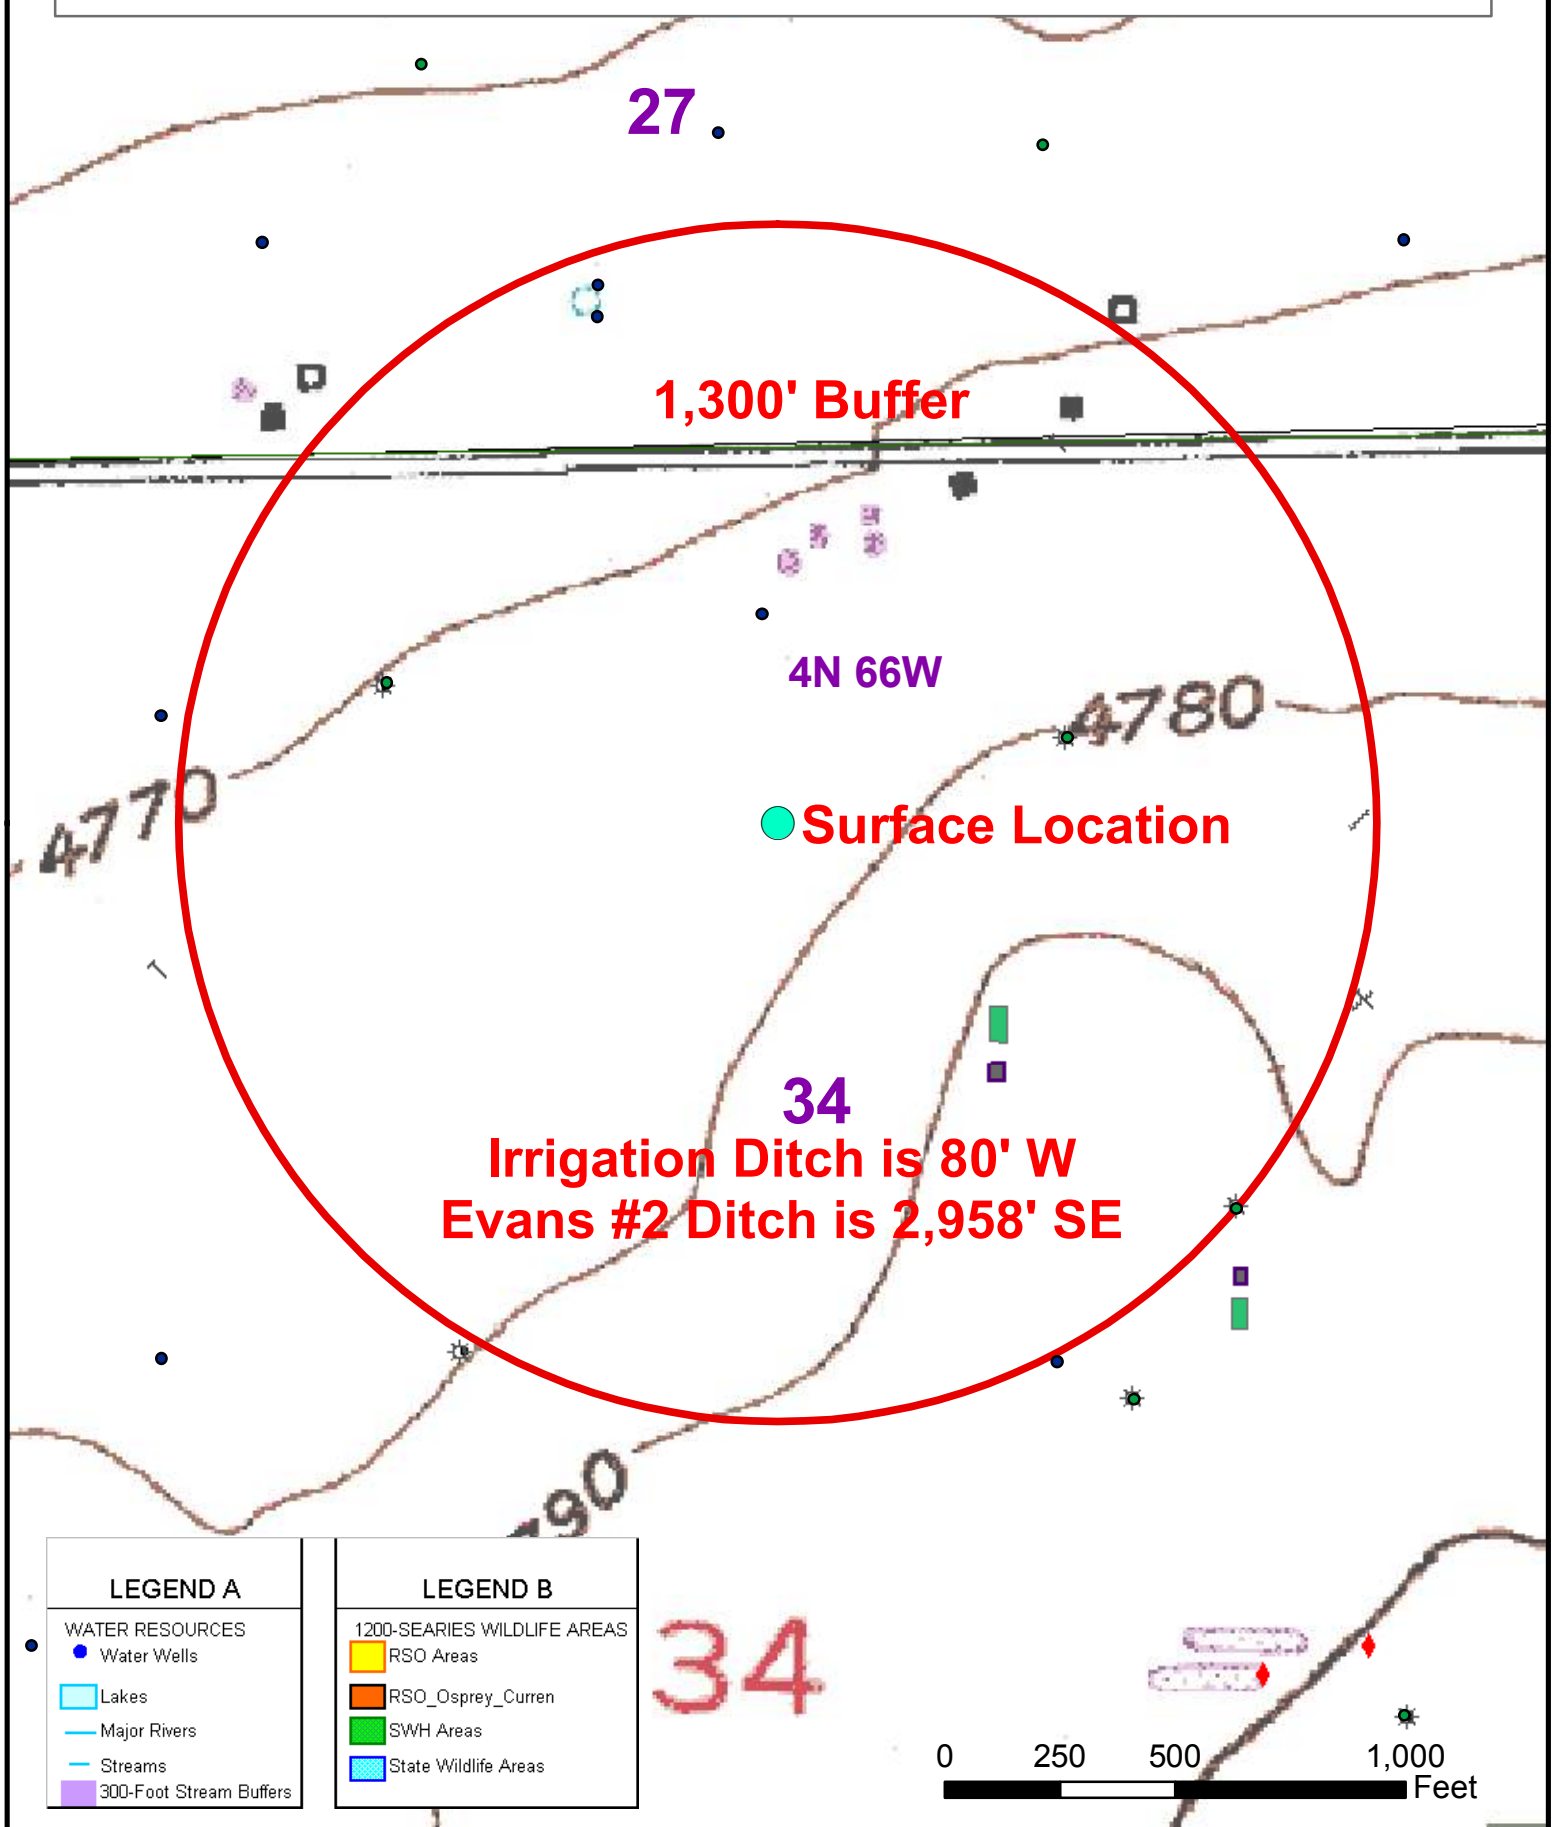 27
1,300' Buffer
4N 66W
4780
Surface Location
4770
34
Irrigation Ditch is 80' W
Evans #2 Ditch is 2,958' SE
790
LEGEND A
WATER RESOURCES
Water Wells
Lakes
Major Rivers
Streams
300-Foot Stream Buffers
LEGEND B
1200-SEARIES WILDLIFE AREAS
RSO Areas
RSO_Osprey_Curren
SWH Areas
State Wildlife Areas
34
0 250 500 1,000
Feet